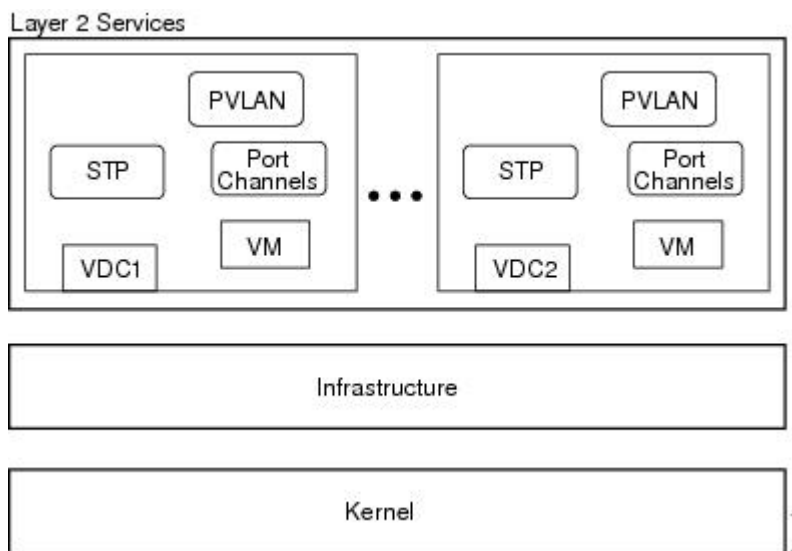 Layer 2 Services
PVLAN
PVLAN
STP
Port
Channels
STP
Port
Channels
VDC1
VM
VDC2
VM
Infrastructure
Kernel